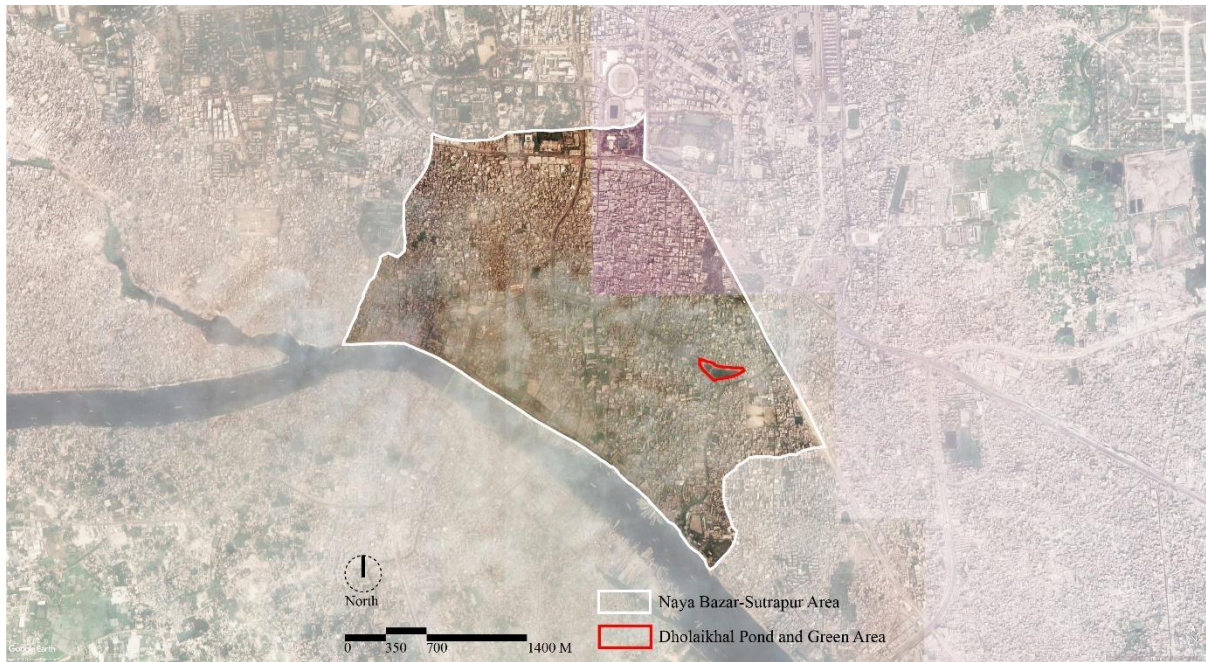 North
0 350 700 1400 M
Naya Bazar-Sutrapur Area
Dholaikhal Pond and Green Area
Google Earth